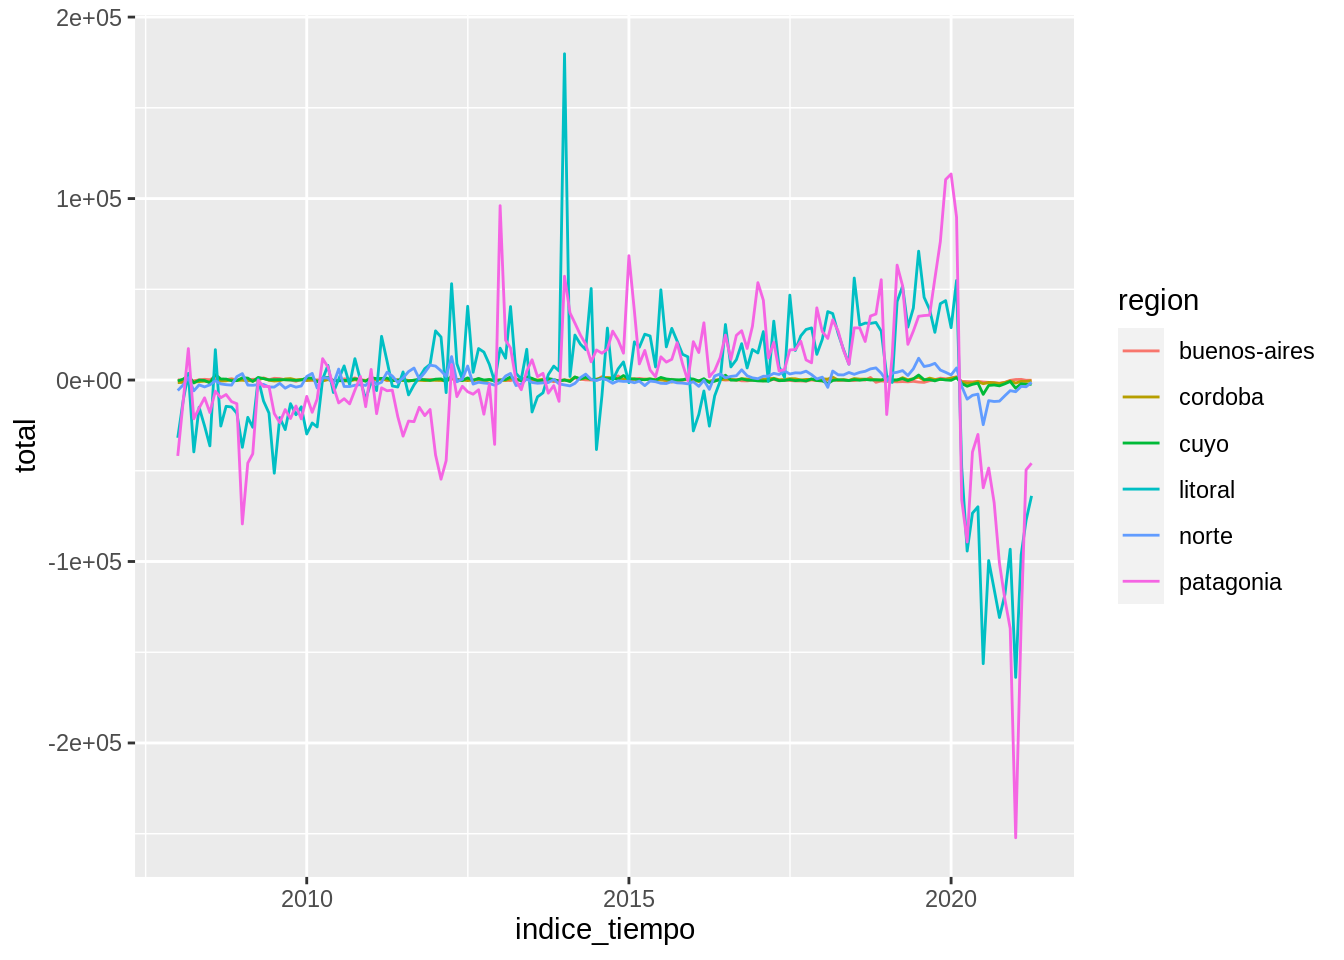 2e+05
1e+05
0e+00
-1e+05
-2e+05
total
2010
2015
2020
indice_tiempo
region
buenos-aires
cordoba
cuyo
litoral
norte
patagonia